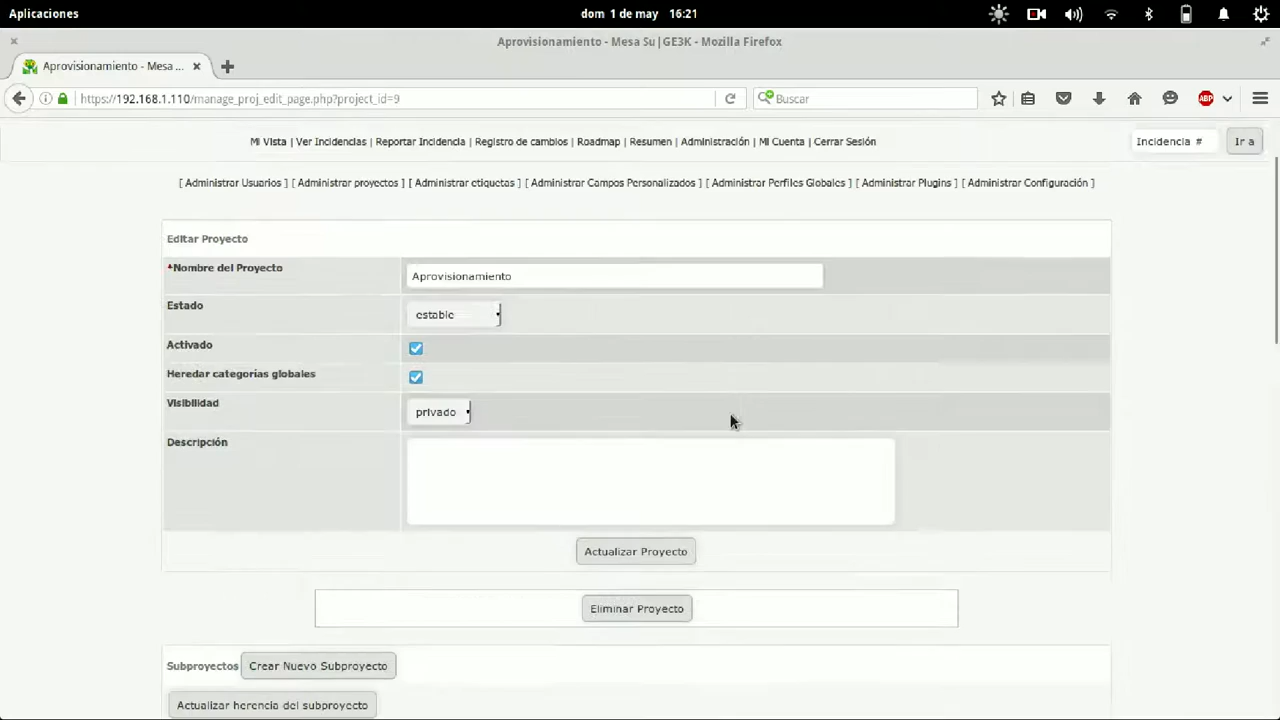 Aplicaciones
dom 1 de may 16:21
Aprovisionamiento - Mesa Su|GE3K - Mozilla Firefox
Aprovisionamiento - Mesa ...
https://192.168.1.110/manage_proj_edit_page.php?project_id=9
Buscar
ABP
Mi Vista | Ver Incidencias | Reportar Incidencia | Registro de cambios | Roadmap | Resumen | Administración | Mi Cuenta | Cerrar Sesión
Incidencia #
Ir a
[ Administrar Usuarios ] [ Administrar proyectos ] [ Administrar etiquetas ] [ Administrar Campos Personalizados ] [ Administrar Perfiles Globales ] [ Administrar Plugins ] [ Administrar Configuración ]
Editar Proyecto
*Nombre del Proyecto
Aprovisionamiento
Estado
estable
Activado
Heredar categorias globales
Visibilidad
privado
Descripción
Actualizar Proyecto
Eliminar Proyecto
Subproyectos
Crear Nuevo Subproyecto
Actualizar herencia del subproyecto